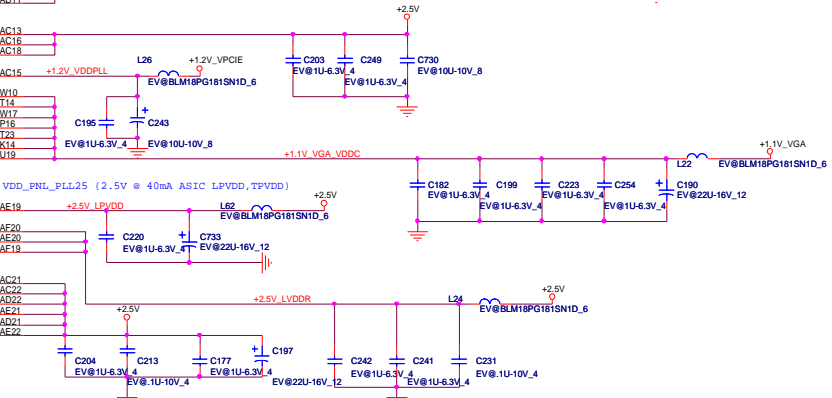 +2.5V
AC13
AC16
AC18
L26
+1.2V_VPCIE
C203
C249
C730
EV@1U-6.3V_4
EV@1U-6.3V_4
EV@10U-10V_8
AC15
+1.2V_VDDPLL
EV@BLM18PG181SN1D_6
W10
T14
W17
P16
T23
K14
U19
C195
C243
EV@1U-6.3V_4
EV@10U-10V_8
+1.1V_VGA_VDDC
+1.1V_VGA
L22
EV@BLM18PG181SN1D_6
C182
C199
C223
C254
C190
EV@1U-6.3V_4
EV@1U-6.3V_4
EV@1U-6.3V_4
EV@1U-6.3V_4
EV@22U-16V_12
VDD_PNL_PLL25 (2.5V @ 40mA ASIC LPVDD,TPVDD)
AE19
+2.5V_LPVDD
L62
+2.5V
EV@BLM18PG181SN1D_6
AF20
AE20
AF19
C220
C733
EV@1U-6.3V_4
EV@22U-16V_12
AC21
AC22
AD22
AE21
AD21
AE22
+2.5V_LVDDR
L24
+2.5V
EV@BLM18PG181SN1D_6
+2.5V
C204
C213
C177
C197
C242
C241
C231
EV@1U-6.3V_4
EV@.1U-10V_4
EV@1U-6.3V_4
EV@22U-16V_12
EV@1U-6.3V_4
EV@1U-6.3V_4
EV@.1U-10V_4